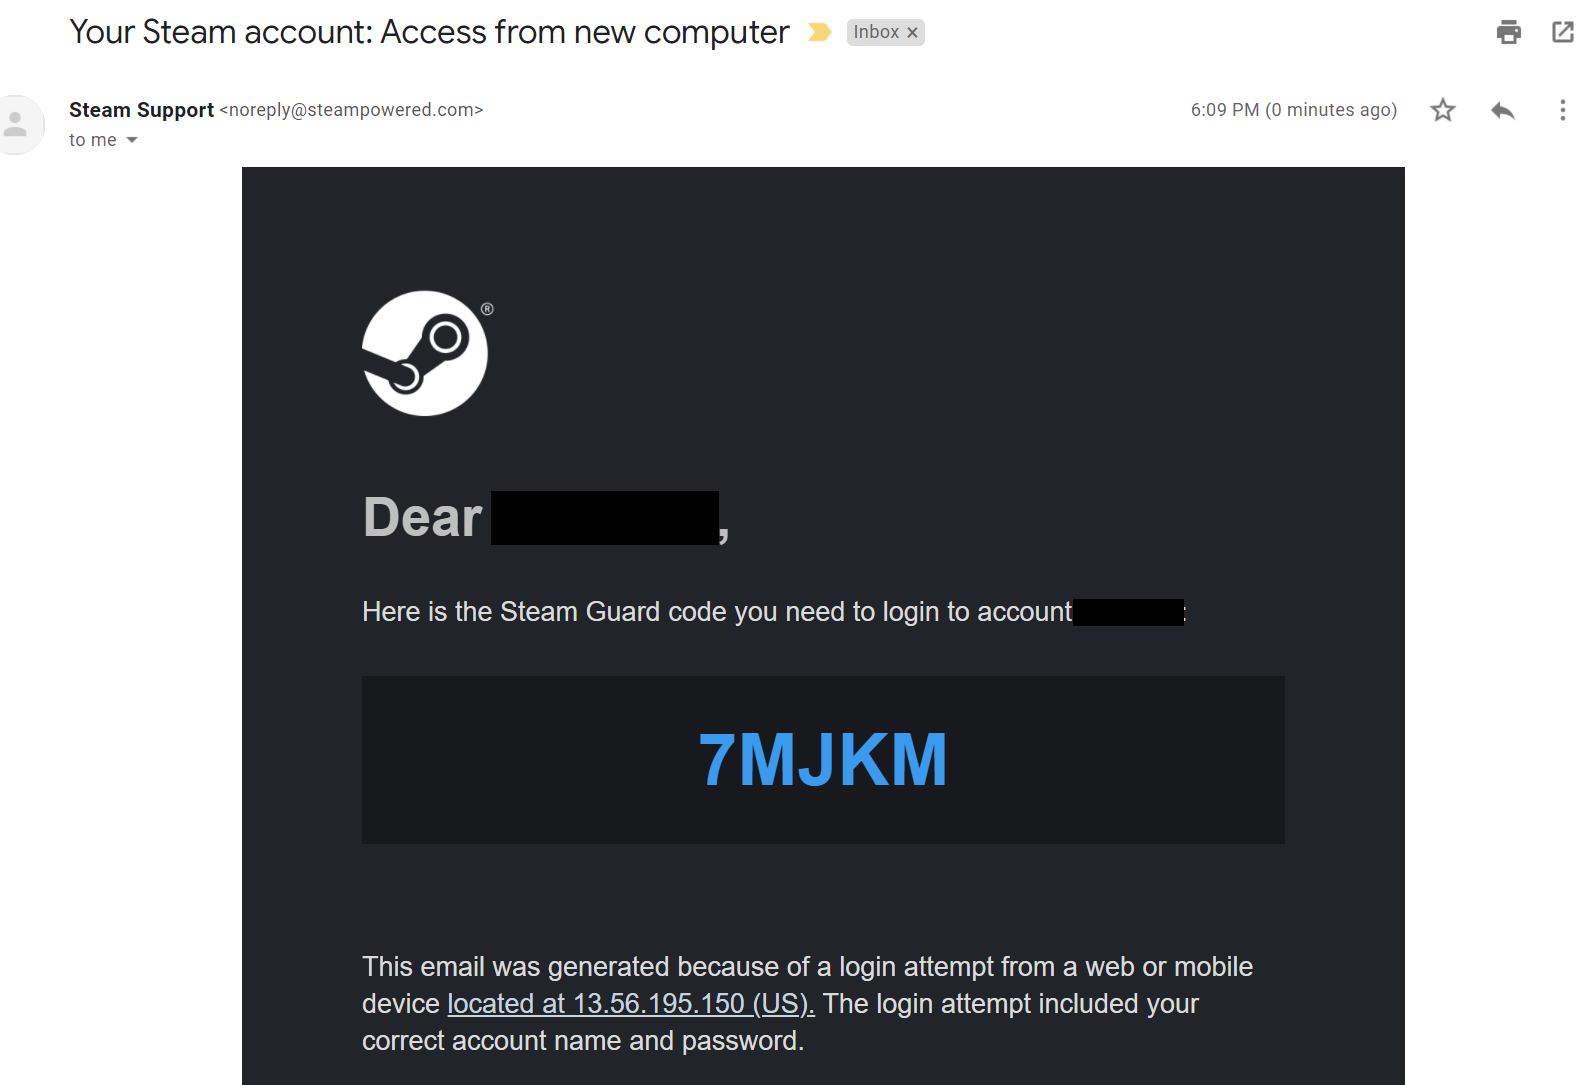 Your Steam account: Access from new computer Inbox ×
Steam Support <noreply@steampowered.com> 6:09 PM (0 minutes ago)
to me
®
Dear ,
Here is the Steam Guard code you need to login to account :
7MJKM
This email was generated because of a login attempt from a web or mobile
device located at 13.56.195.150 (US). The login attempt included your
correct account name and password.